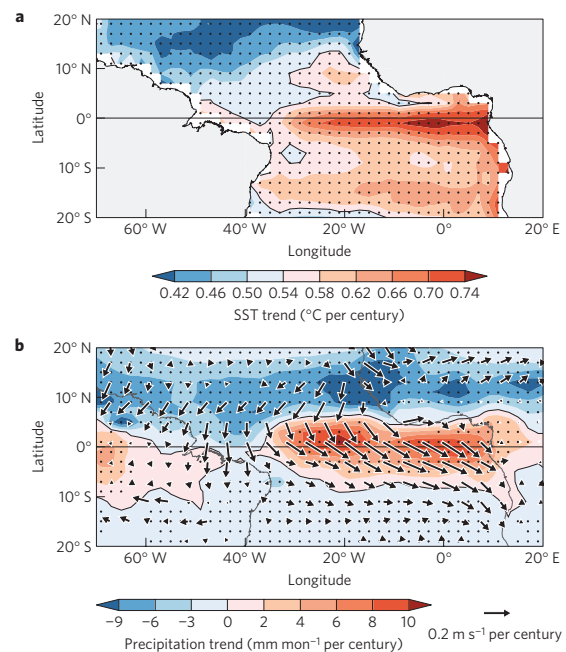 a
20° N
10° N
0°
10° S
20° S
Latitude
60° W 40° W 20° W 0° 20° E
Longitude
0.42 0.46 0.50 0.54 0.58 0.62 0.66 0.70 0.74
SST trend (°C per century)
b
20° N
10° N
0°
10° S
20° S
Latitude
60° W 40° W 20° W 0° 20° E
Longitude
−9 −6 −3 0 2 4 6 8 10
Precipitation trend (mm mon⁻¹ per century)
0.2 m s⁻¹ per century